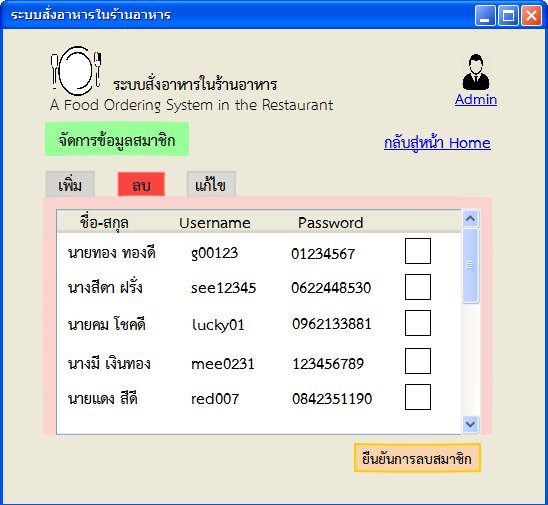 ระบบสั่งอาหารในร้านอาหาร
ระบบสั่งอาหารในร้านอาหาร
A Food Ordering System in the Restaurant
Admin
จัดการข้อมูลสมาชิก
กลับสู่หน้า Home
เพิ่ม ลบ แก้ไข
ชื่อ-สกุล Username Password
นายทอง ทองดี g00123 01234567
นางสีดา ฝรั่ง see12345 0622448530
นายคม โชคดี lucky01 0962133881
นางมี เงินทอง mee0231 123456789
นายแดง สีดี red007 0842351190
ยืนยันการลบสมาชิก